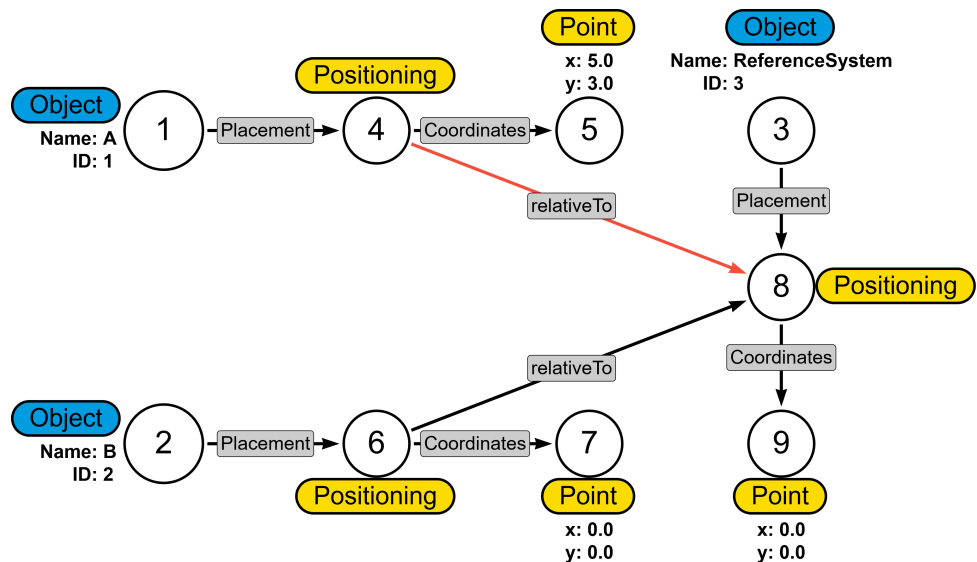 Point
Object
x: 5.0
y: 3.0
Name: ReferenceSystem
ID: 3
Positioning
Object
Name: A
ID: 1
1
Placement
4
Coordinates
5
3
relativeTo
Placement
8
Positioning
relativeTo
Coordinates
Object
Name: B
ID: 2
2
Placement
6
Coordinates
7
9
Positioning
Point
Point
x: 0.0
y: 0.0
x: 0.0
y: 0.0